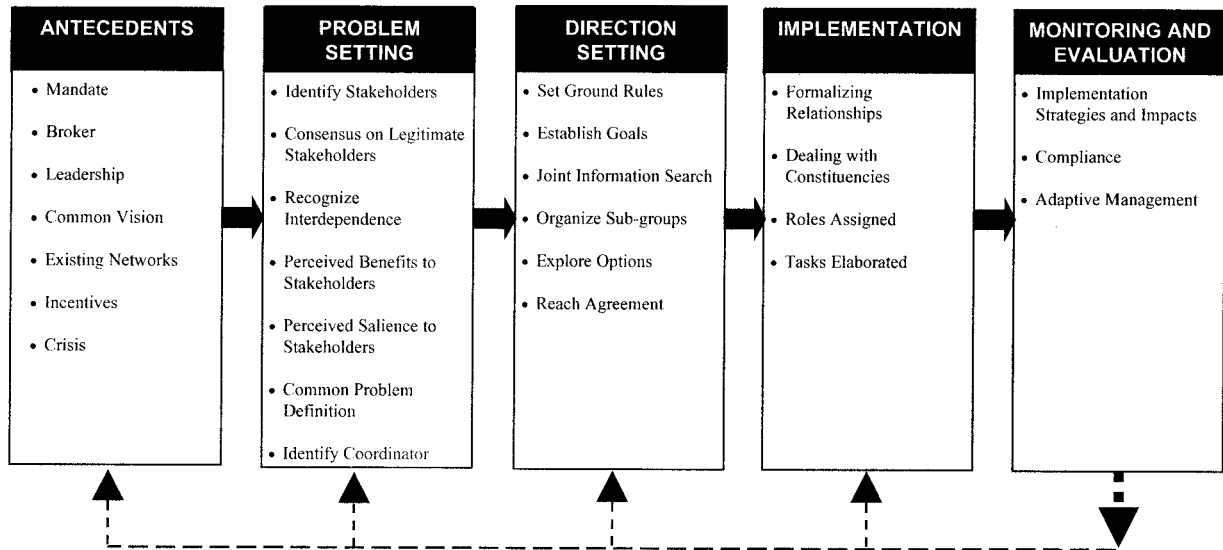 ANTECEDENTS
• Mandate
• Broker
• Leadership
• Common Vision
• Existing Networks
• Incentives
• Crisis
PROBLEM
SETTING
• Identify Stakeholders
• Consensus on Legitimate
Stakeholders
• Recognize
Interdependence
• Perceived Benefits to
Stakeholders
• Perceived Salience to
Stakeholders
• Common Problem
Definition
• Identify Coordinator
DIRECTION
SETTING
• Set Ground Rules
• Establish Goals
• Joint Information Search
• Organize Sub-groups
• Explore Options
• Reach Agreement
IMPLEMENTATION
• Formalizing
Relationships
• Dealing with
Constituencies
• Roles Assigned
• Tasks Elaborated
MONITORING AND
EVALUATION
• Implementation
Strategies and Impacts
• Compliance
• Adaptive Management